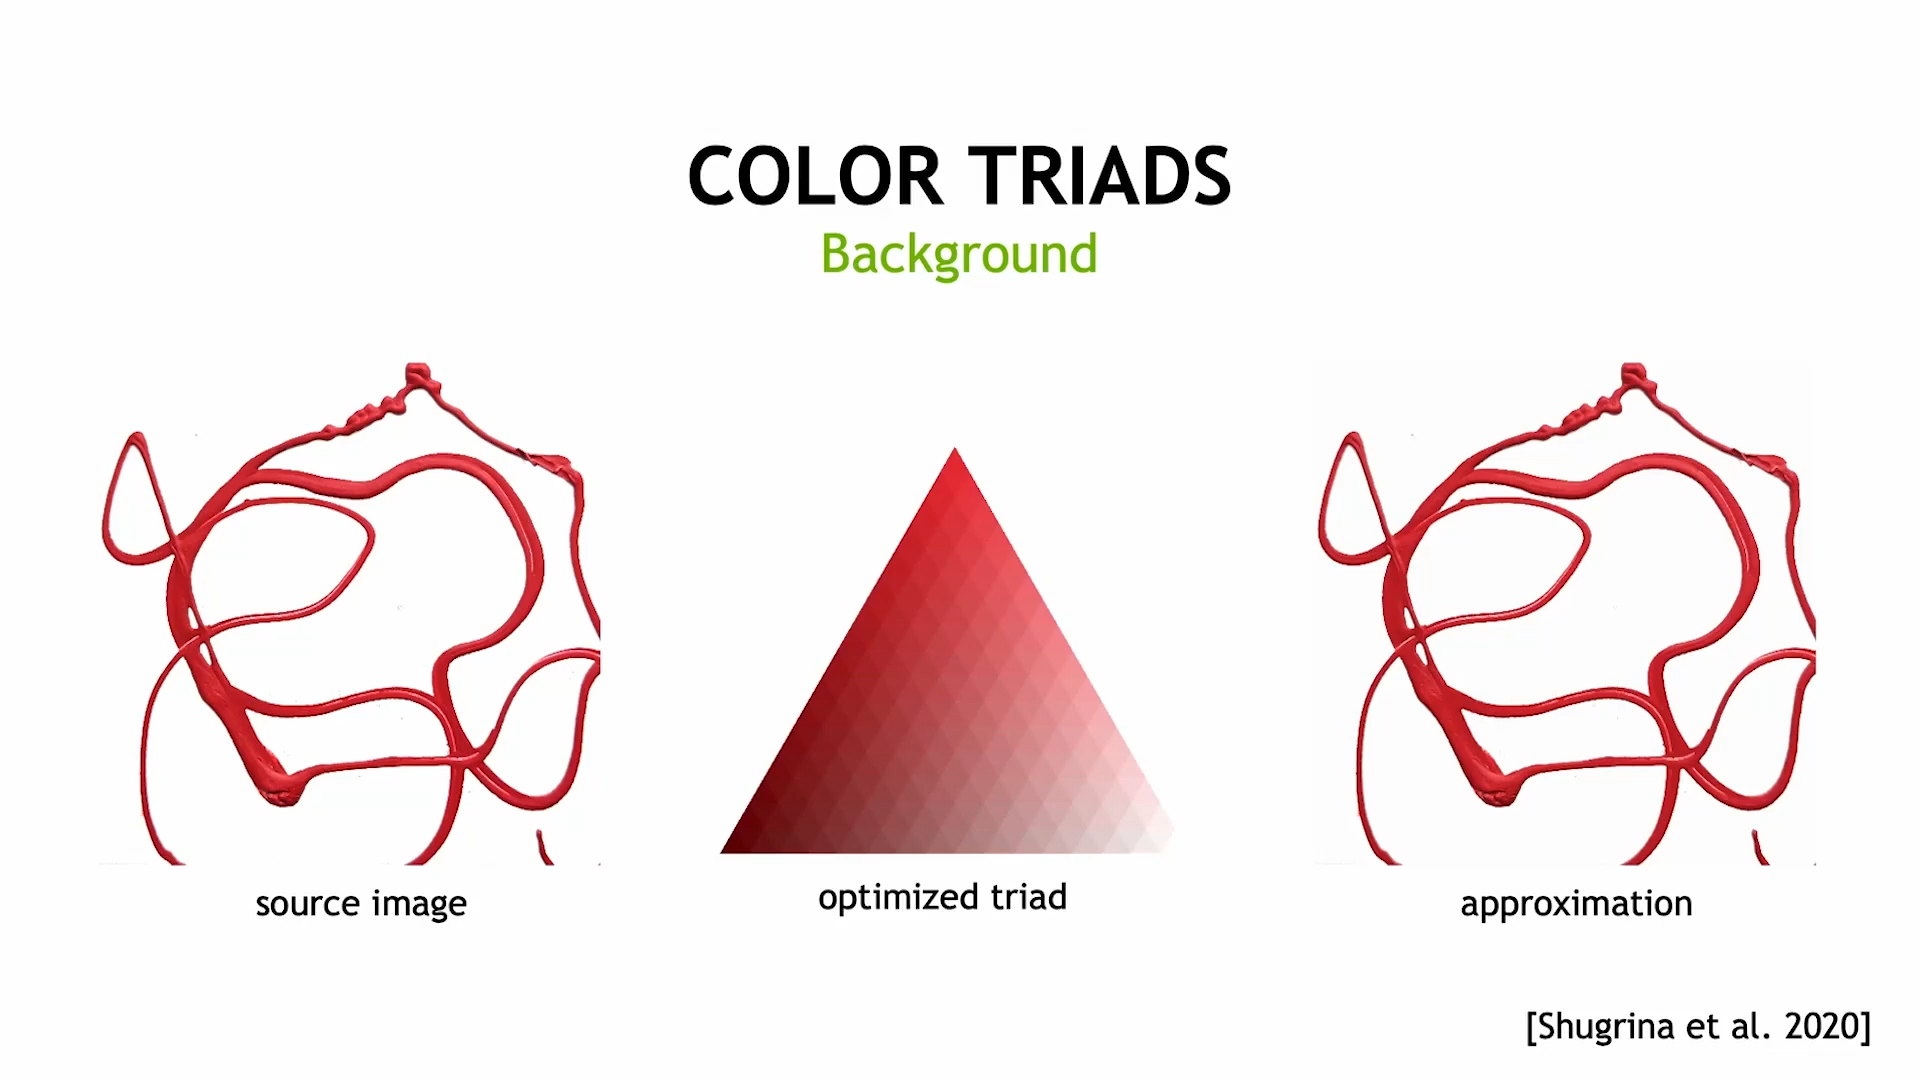 COLOR TRIADS
Background
source image
optimized triad
approximation
[Shugrina et al. 2020]